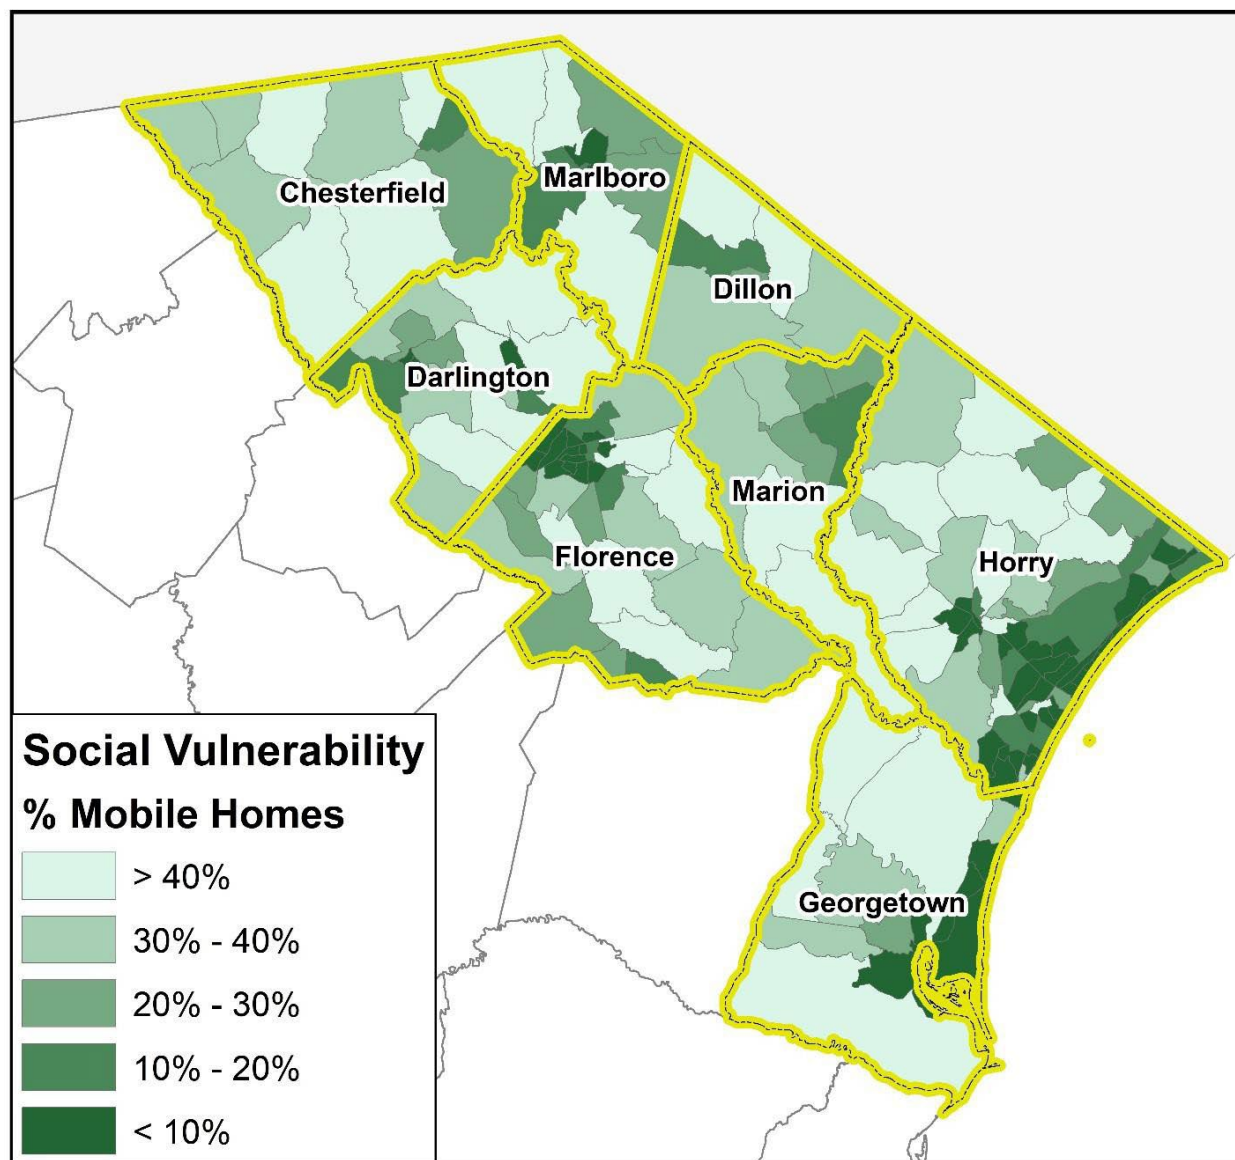 Chesterfield
Marlboro
Dillon
Darlington
Marion
Florence
Horry
Georgetown
Social Vulnerability
% Mobile Homes
> 40%
30% - 40%
20% - 30%
10% - 20%
< 10%